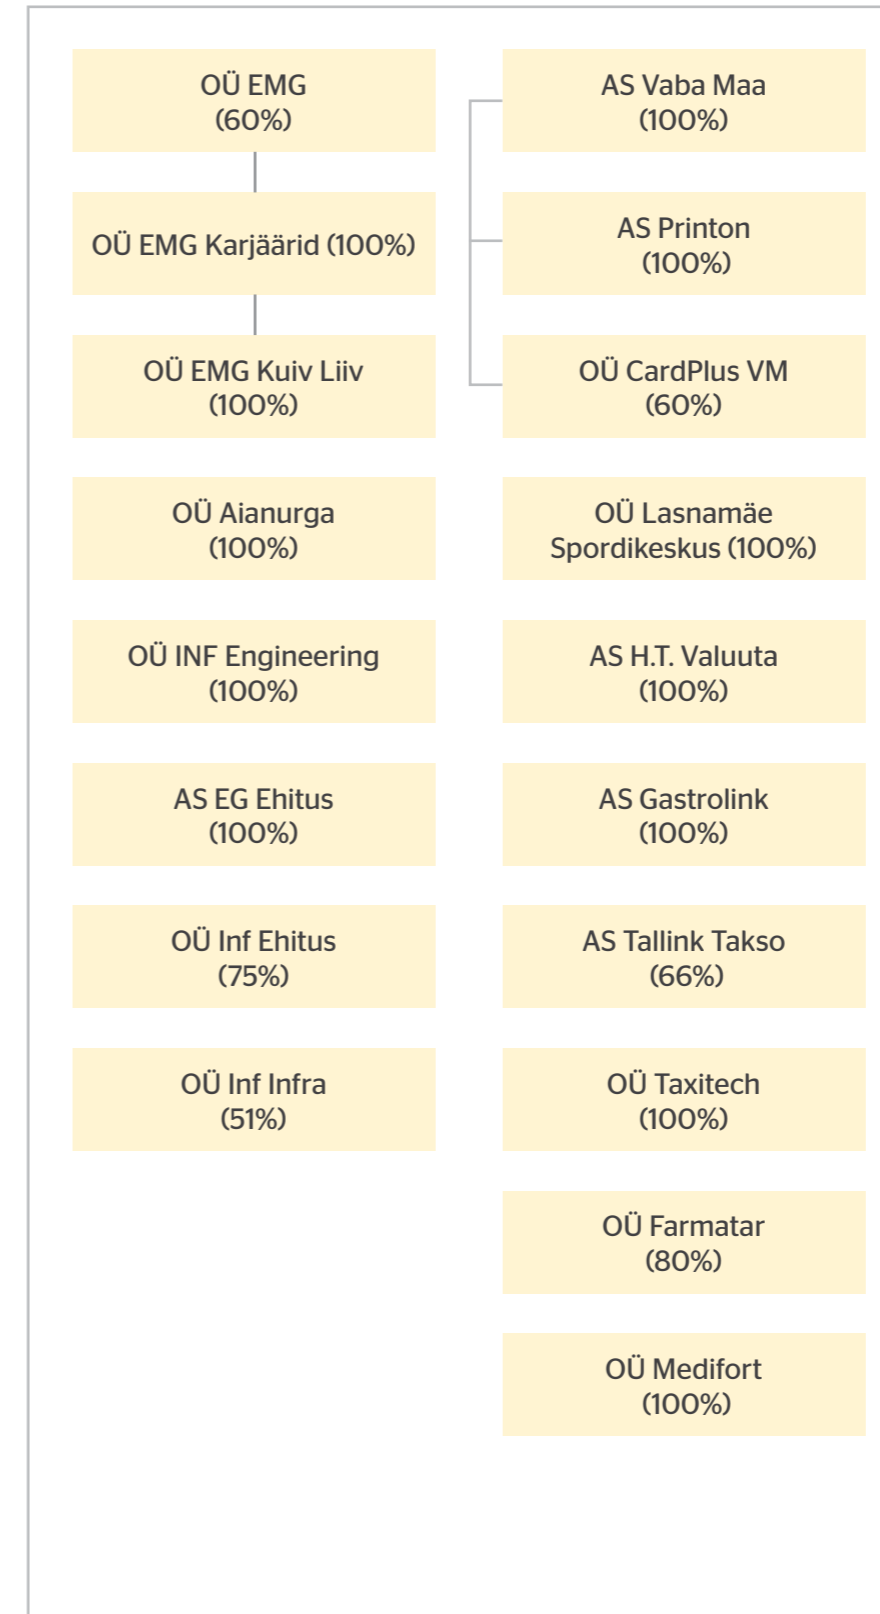 OÜ EMG
(60%)
OÜ EMG Karjäärid (100%)
OÜ EMG Kuiv Liiv
(100%)
OÜ Aianurga
(100%)
OÜ INF Engineering
(100%)
AS EG Ehitus
(100%)
OÜ Inf Ehitus
(75%)
OÜ Inf Infra
(51%)
AS Vaba Maa
(100%)
AS Printon
(100%)
OÜ CardPlus VM
(60%)
OÜ Lasnamäe
Spordikeskus (100%)
AS H.T. Valuuta
(100%)
AS Gastrolink
(100%)
AS Tallink Takso
(66%)
OÜ Taxitech
(100%)
OÜ Farmatar
(80%)
OÜ Medifort
(100%)